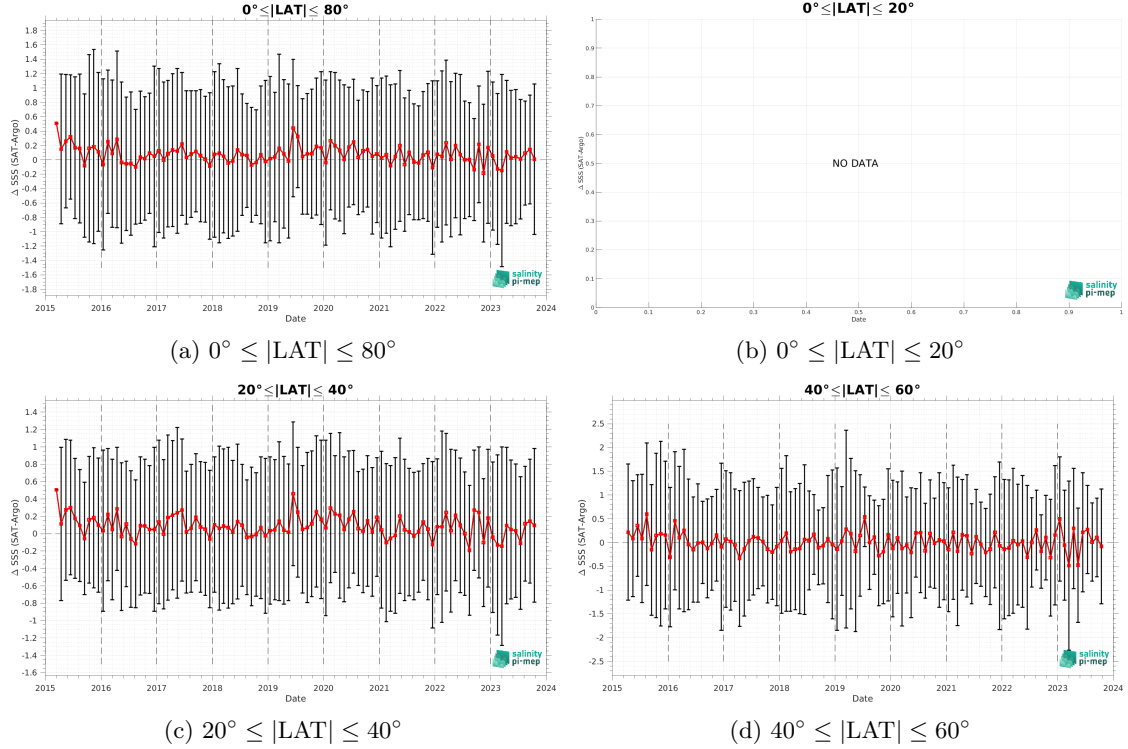 0°≤|LAT|≤ 80°
Δ SSS (SAT-Argo)
1.8
1.6
1.4
1.2
1
0.8
0.6
0.4
0.2
0
-0.2
-0.4
-0.6
-0.8
-1
-1.2
-1.4
-1.6
-1.8
2015 2016 2017 2018 2019 2020 2021 2022 2023 2024
Date
salinity
pi-mep
(a) 0° ≤ |LAT| ≤ 80°
0°≤|LAT|≤ 20°
Δ SSS (SAT-Argo)
1
0.9
0.8
0.7
0.6
0.5
0.4
0.3
0.2
0.1
0
NO DATA
0 0.1 0.2 0.3 0.4 0.5 0.6 0.7 0.8 0.9 1
Date
salinity
pi-mep
(b) 0° ≤ |LAT| ≤ 20°
20°≤|LAT|≤ 40°
Δ SSS (SAT-Argo)
1.4
1.2
1
0.8
0.6
0.4
0.2
0
-0.2
-0.4
-0.6
-0.8
-1
-1.2
-1.4
-1.6
2015 2016 2017 2018 2019 2020 2021 2022 2023 2024
Date
salinity
pi-mep
(c) 20° ≤ |LAT| ≤ 40°
40°≤|LAT|≤ 60°
Δ SSS (SAT-Argo)
2.5
2
1.5
1
0.5
0
-0.5
-1
-1.5
-2
-2.5
2015 2016 2017 2018 2019 2020 2021 2022 2023 2024
Date
salinity
pi-mep
(d) 40° ≤ |LAT| ≤ 60°